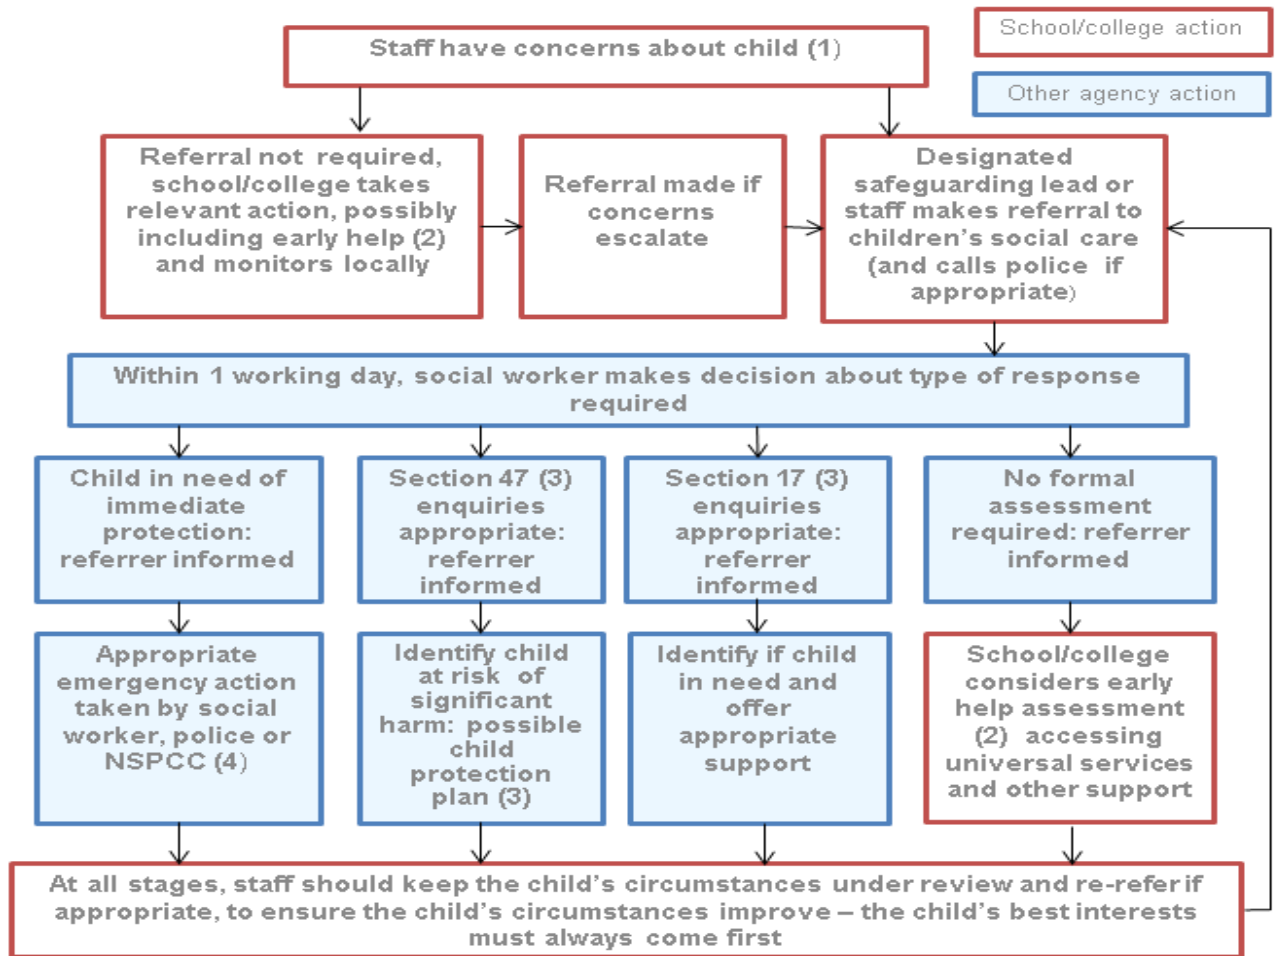 School/college action
Staff have concerns about child (1)
Other agency action
Referral not required,
school/college takes
relevant action, possibly
including early help (2)
and monitors locally
Referral made if
concerns
escalate
Designated
safeguarding lead or
staff makes referral to
children’s social care
(and calls police if
appropriate)
Within 1 working day, social worker makes decision about type of response
required
Child in need of
immediate
protection:
referrer informed
Section 47 (3)
enquiries
appropriate:
referrer
informed
Section 17 (3)
enquiries
appropriate:
referrer
informed
No formal
assessment
required: referrer
informed
Appropriate
emergency action
taken by social
worker, police or
NSPCC (4)
Identify child
at risk of
significant
harm: possible
child
protection
plan (3)
Identify if child
in need and
offer
appropriate
support
School/college
considers early
help assessment
(2) accessing
universal services
and other support
At all stages, staff should keep the child’s circumstances under review and re-refer if
appropriate, to ensure the child’s circumstances improve – the child’s best interests
must always come first